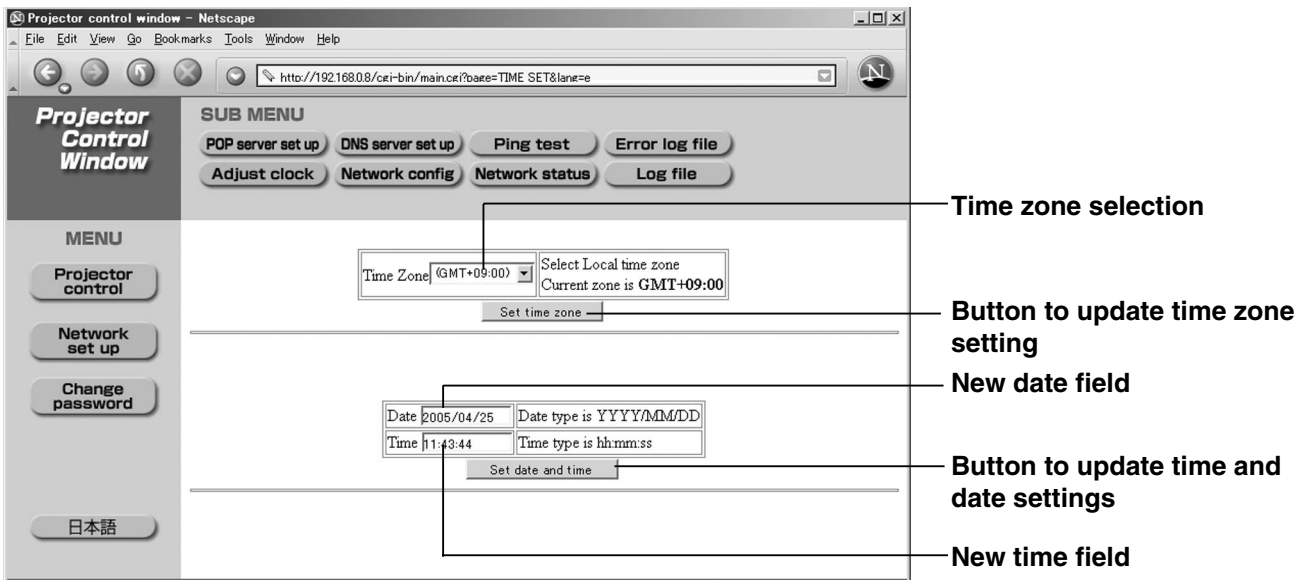 Projector control window - Netscape
File Edit View Go Bookmarks Tools Window Help
http://192.168.0.8/cgi-bin/main.cgi?page=TIME SET&lang=e
N
Projector
Control
Window
SUB MENU
POP server set up
DNS server set up
Ping test
Error log file
Adjust clock
Network config
Network status
Log file
MENU
Projector
control
Network
set up
Change
password
日本語
Time Zone (GMT+09:00)
Select Local time zone
Current zone is GMT+09:00
Set time zone
Date 2005/04/25 Date type is YYYY/MM/DD
Time 11:43:44 Time type is hh:mm:ss
Set date and time
Time zone selection
Button to update time zone
setting
New date field
Button to update time and
date settings
New time field